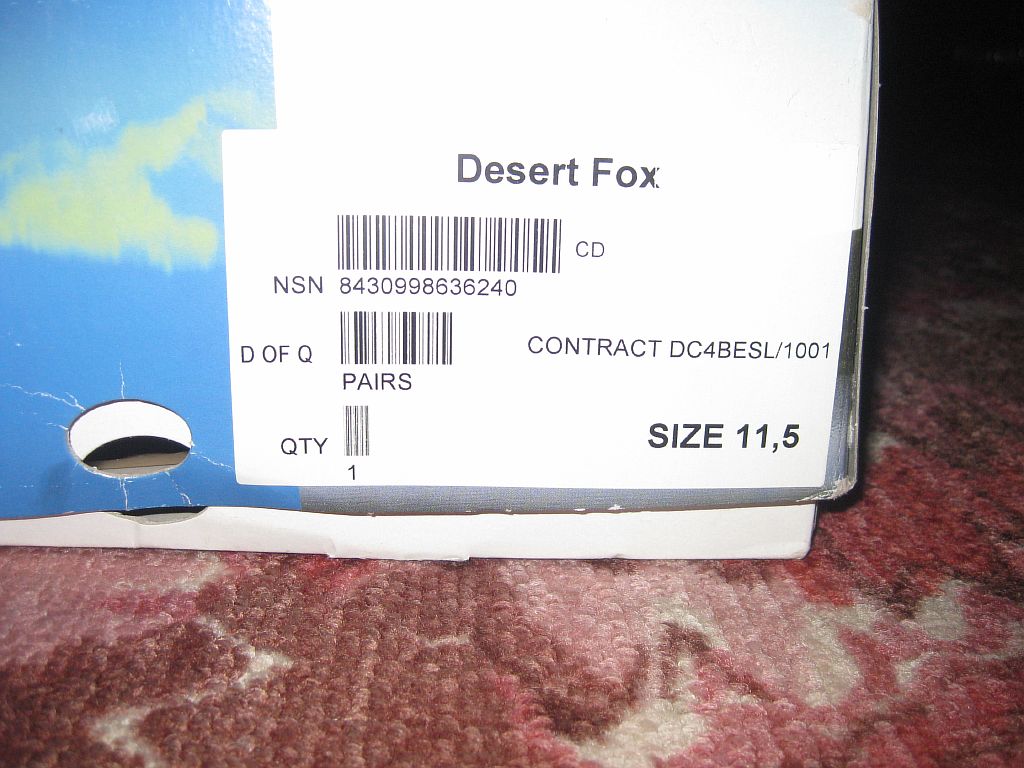 Desert Fox
CD
NSN 8430998636240
D OF Q
CONTRACT DC4BESL/1001
PAIRS
SIZE 11,5
QTY
1